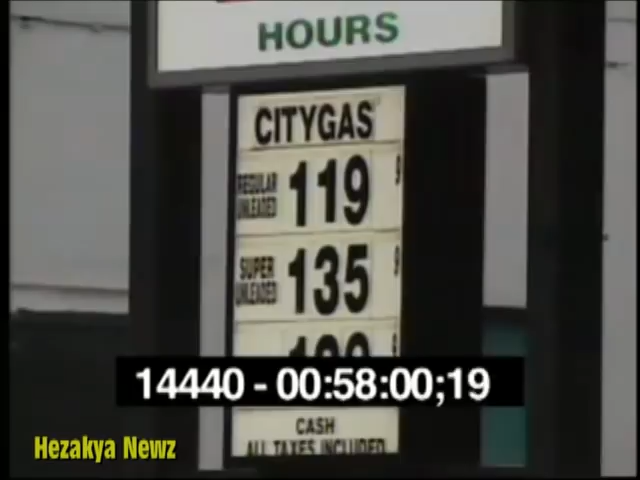 HOURS
CITYGAS
REGULAR
UNLEADED
119 9
SUPER
UNLEADED
135 9
14440 - 00:58:00;19
CASH
ALL TAXES INCLUDED
Hezakya Newz